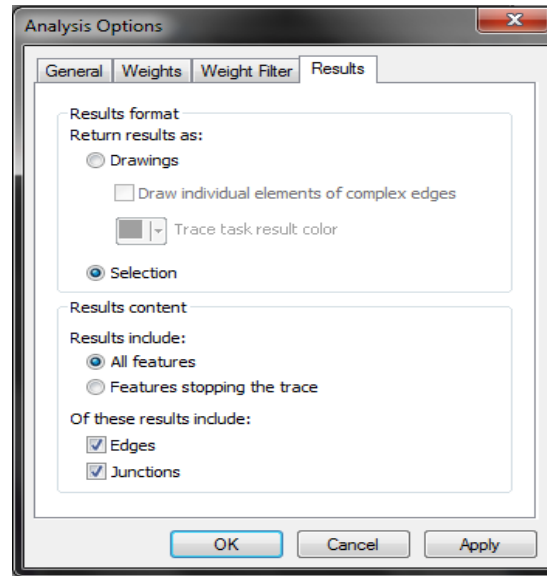 Analysis Options
General Weights Weight Filter Results
Results format
Return results as:
Drawings
Draw individual elements of complex edges
Trace task result color
Selection
Results content
Results include:
All features
Features stopping the trace
Of these results include:
Edges
Junctions
OK Cancel Apply